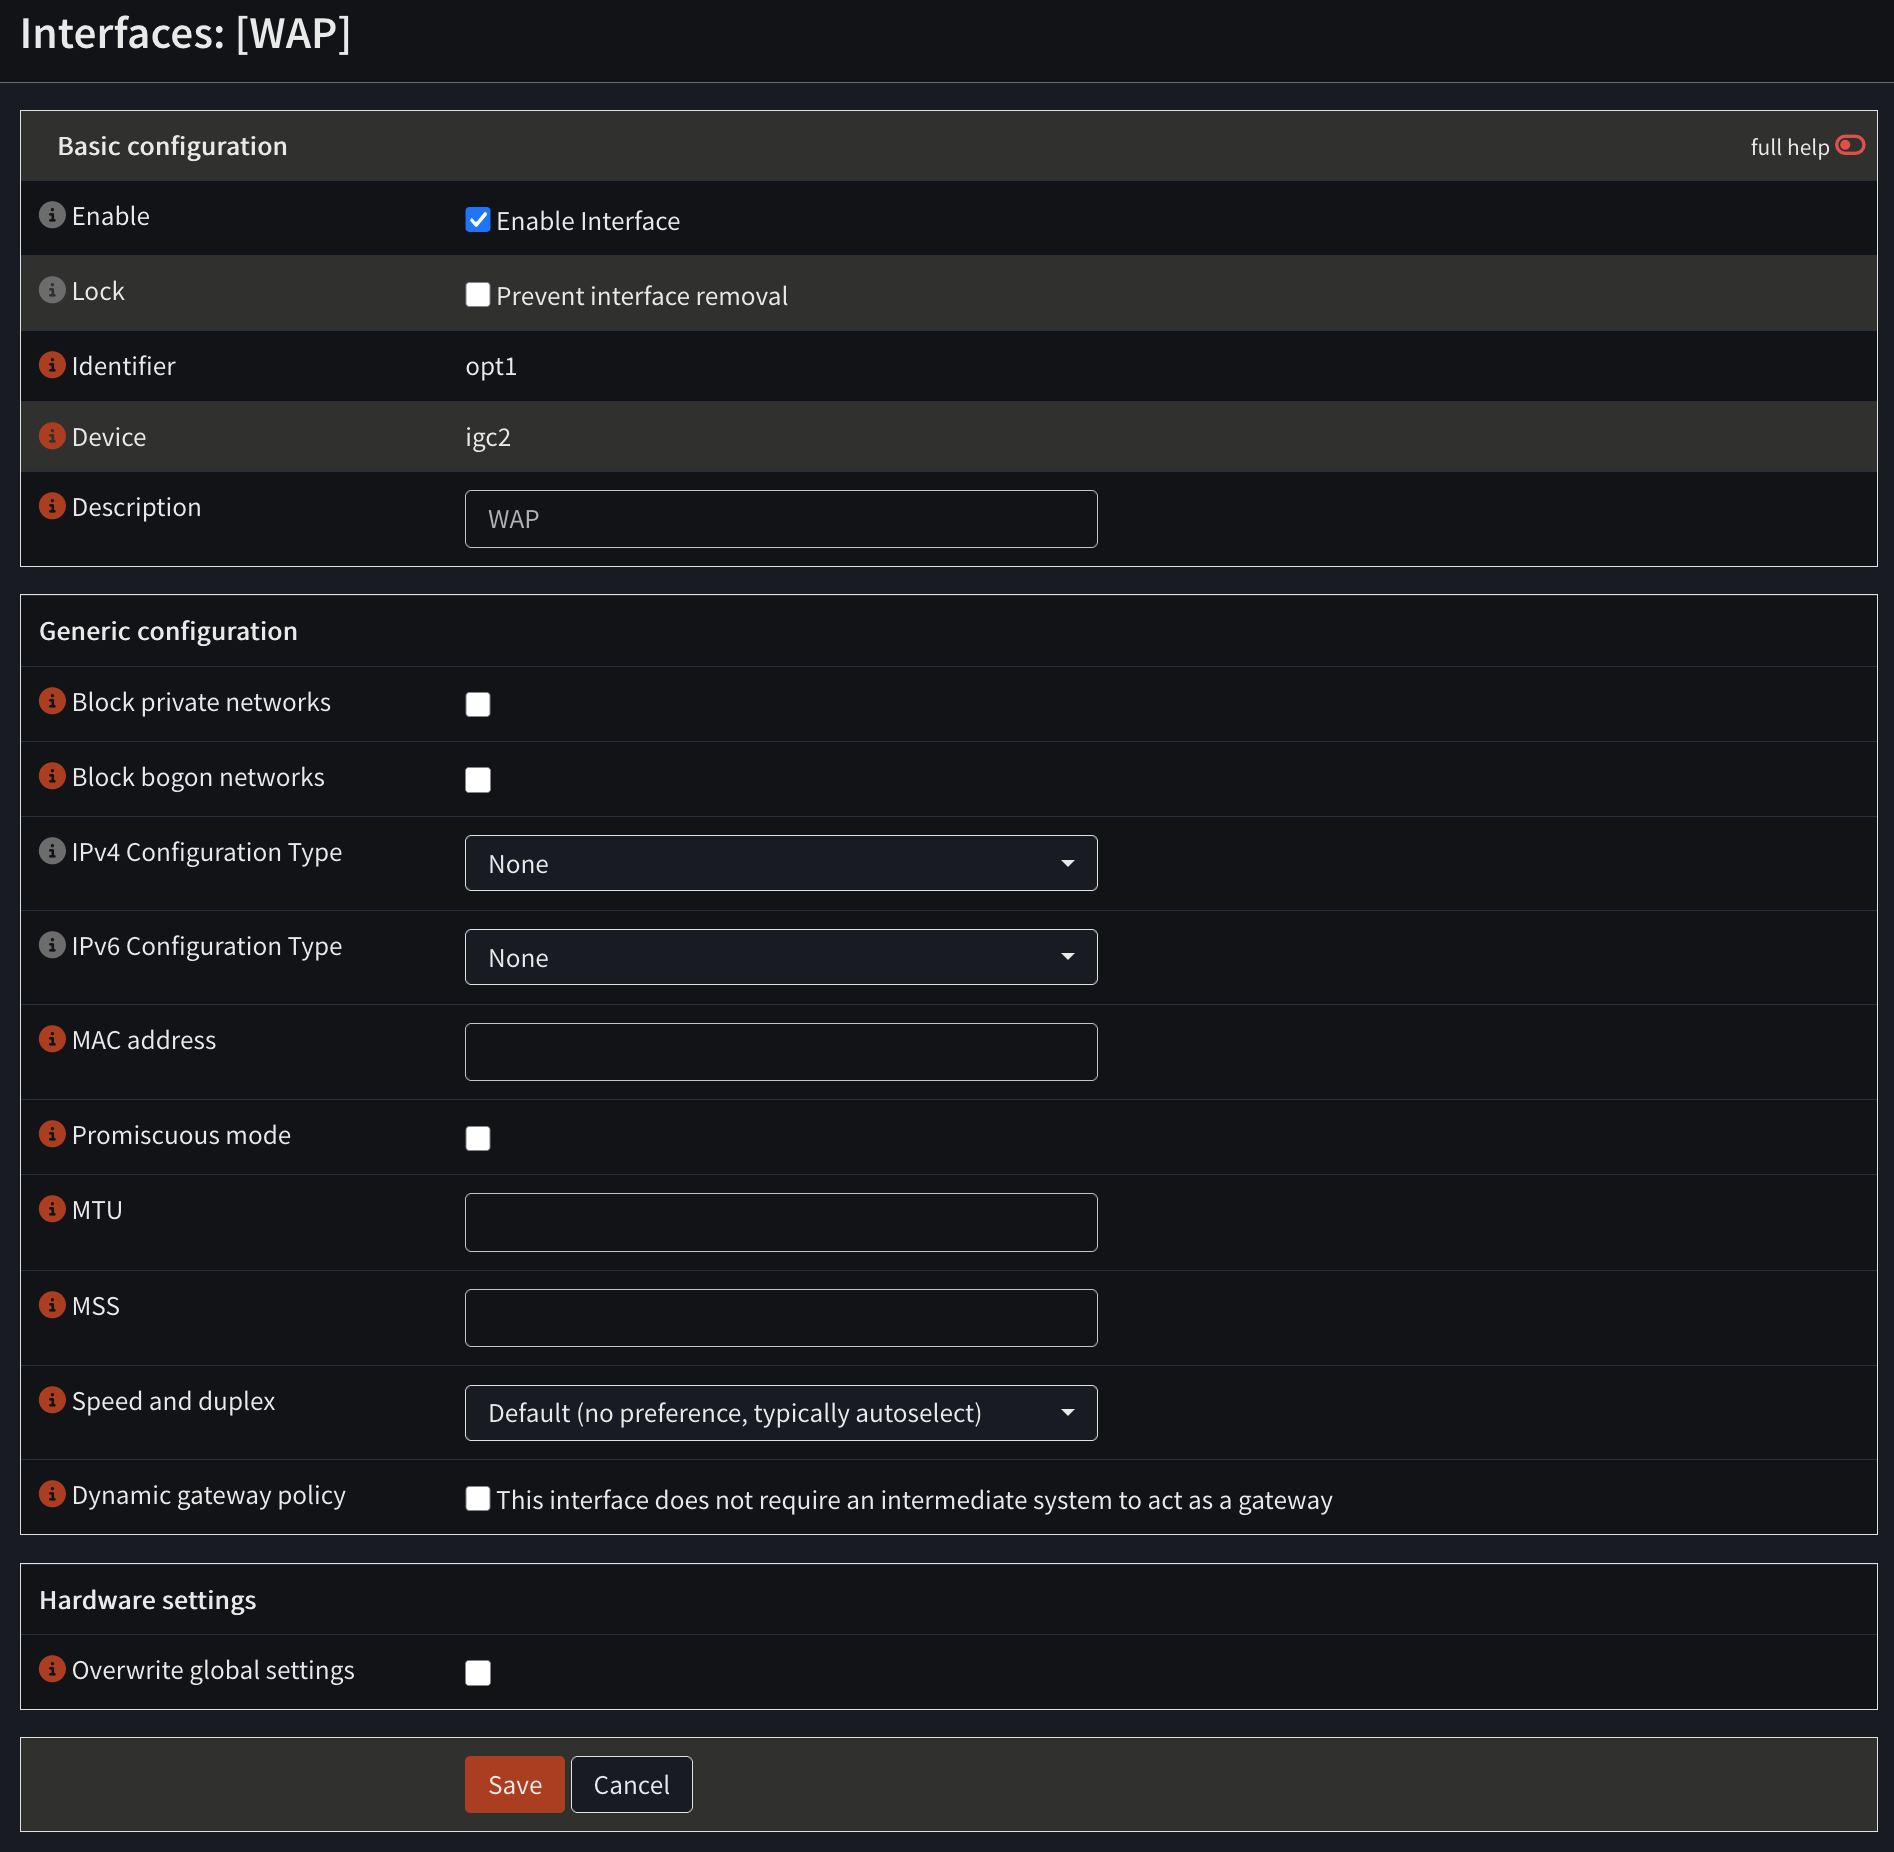 Interfaces: [WAP]
Basic configuration
full help
Enable
Enable Interface
Lock
Prevent interface removal
Identifier
opt1
Device
igc2
Description
WAP
Generic configuration
Block private networks
Block bogon networks
IPv4 Configuration Type
None
IPv6 Configuration Type
None
MAC address
Promiscuous mode
MTU
MSS
Speed and duplex
Default (no preference, typically autoselect)
Dynamic gateway policy
This interface does not require an intermediate system to act as a gateway
Hardware settings
Overwrite global settings
Save
Cancel